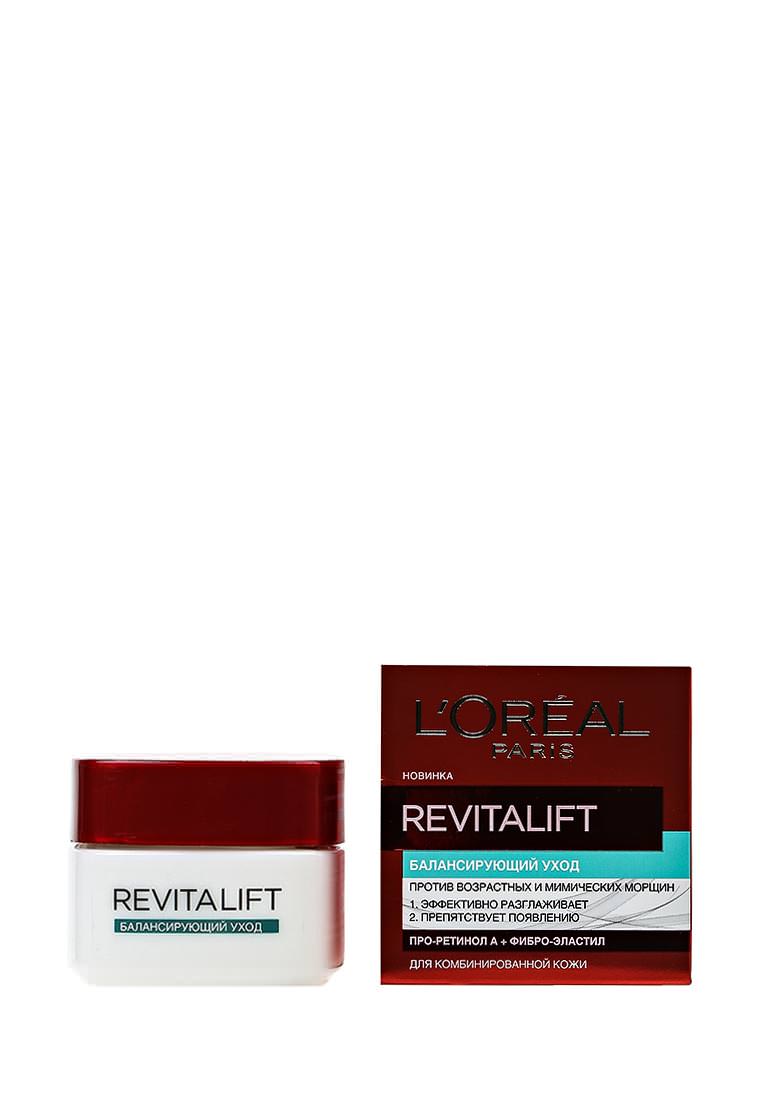 REVITALIFT
БАЛАНСИРУЮЩИЙ УХОД
L'ORÉAL
PARIS
НОВИНКА
REVITALIFT
БАЛАНСИРУЮЩИЙ УХОД
ПРОТИВ ВОЗРАСТНЫХ И МИМИЧЕСКИХ МОРЩИН
1. ЭФФЕКТИВНО РАЗГЛАЖИВАЕТ
2. ПРЕПЯТСТВУЕТ ПОЯВЛЕНИЮ
ПРО-РЕТИНОЛ А + ФИБРО-ЭЛАСТИЛ
ДЛЯ КОМБИНИРОВАННОЙ КОЖИ